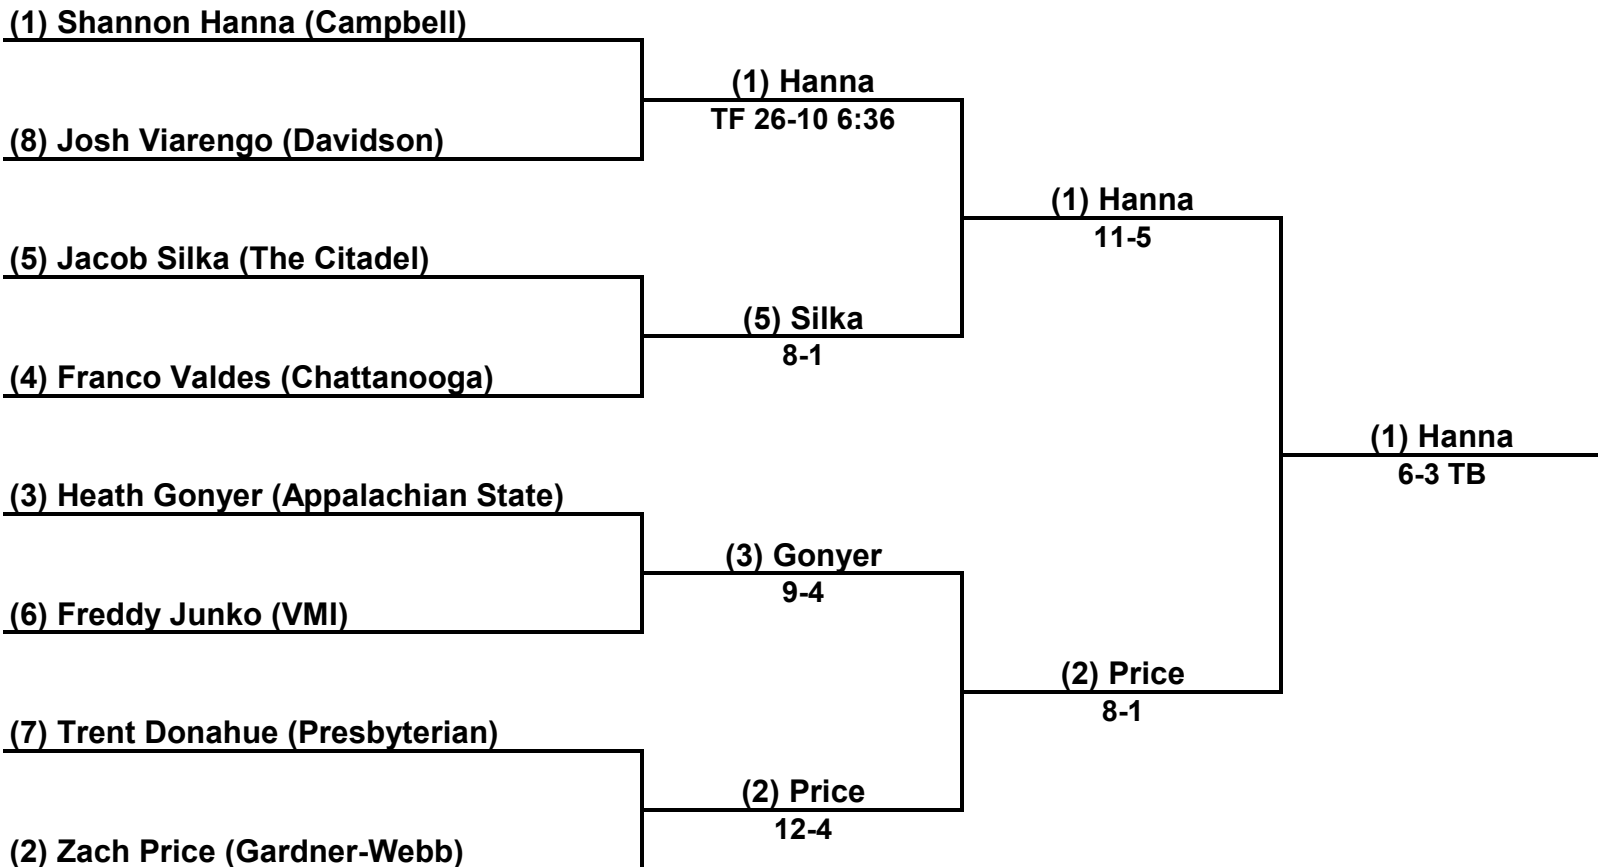 (1) Shannon Hanna (Campbell)
(1) Hanna
TF 26-10 6:36
(8) Josh Viarengo (Davidson)
(1) Hanna
11-5
(5) Jacob Silka (The Citadel)
(5) Silka
8-1
(4) Franco Valdes (Chattanooga)
(1) Hanna
6-3 TB
(3) Heath Gonyer (Appalachian State)
(3) Gonyer
9-4
(6) Freddy Junko (VMI)
(2) Price
8-1
(7) Trent Donahue (Presbyterian)
(2) Price
12-4
(2) Zach Price (Gardner-Webb)